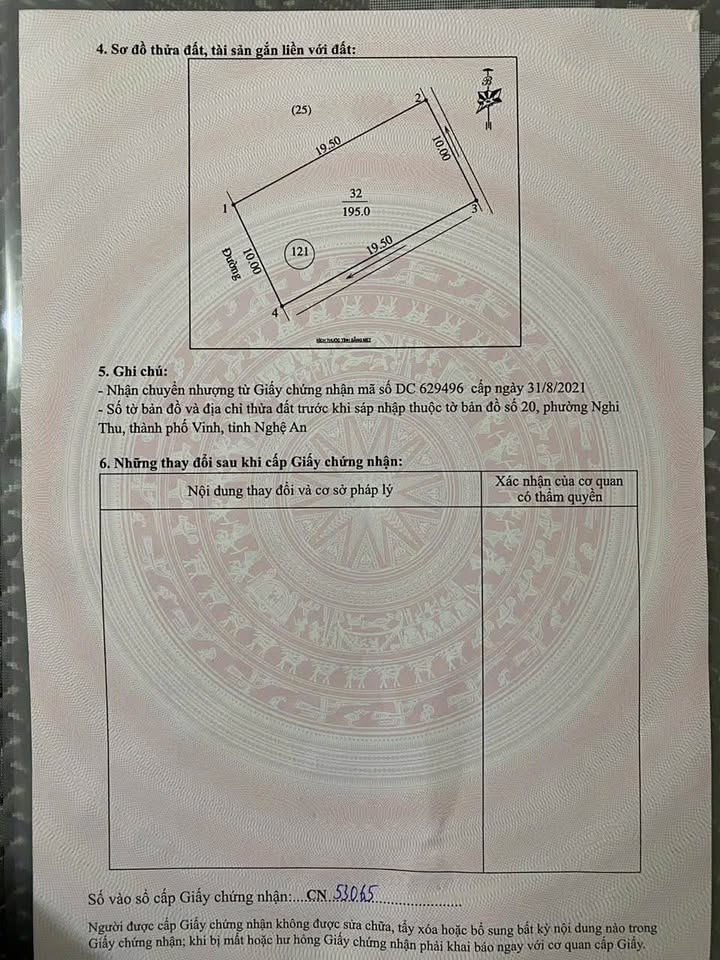 4. Sơ đồ thửa đất, tài sản gắn liền với đất:
B
(25)
2
19.50
10.00
32
195.0
1
3
Đường
10.00
121
19.50
4
KÍCH THƯỚC TÍNH BẰNG MÉT
5. Ghi chú:
- Nhận chuyển nhượng từ Giấy chứng nhận mã số DC 629496 cấp ngày 31/8/2021
- Số tờ bản đồ và địa chỉ thửa đất trước khi sáp nhập thuộc tờ bản đồ số 20, phường Nghi
Thu, thành phố Vinh, tỉnh Nghệ An
6. Những thay đổi sau khi cấp Giấy chứng nhận:
Nội dung thay đổi và cơ sở pháp lý
Xác nhận của cơ quan
có thẩm quyền
Số vào sổ cấp Giấy chứng nhận:....CN 53065
Người được cấp Giấy chứng nhận không được sửa chữa, tẩy xóa hoặc bổ sung bất kỳ nội dung nào trong
Giấy chứng nhận; khi bị mất hoặc hư hỏng Giấy chứng nhận phải khai báo ngay với cơ quan cấp Giấy.